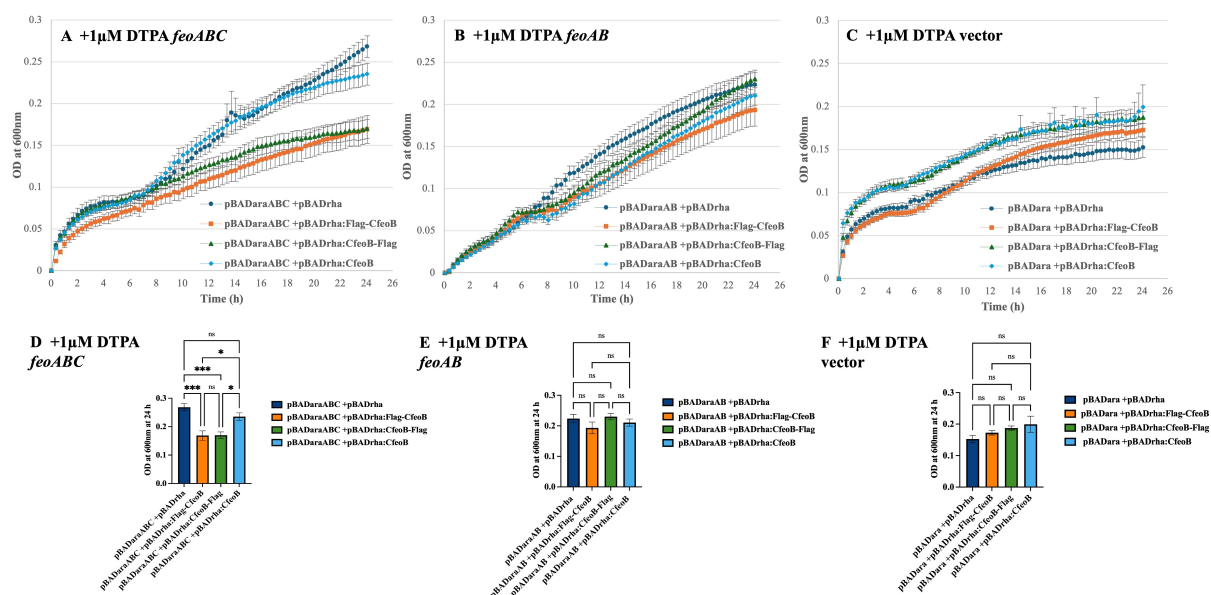 A +1µM DTPA feoABC
OD at 600nm
0.3
0.25
0.2
0.15
0.1
0.05
0
0 2 4 6 8 10 12 14 16 18 20 22 24 26
Time (h)
pBADaraABC +pBADrha
pBADaraABC +pBADrha:Flag-CfeoB
pBADaraABC +pBADrha:CfeoB-Flag
pBADaraABC +pBADrha:CfeoB
B +1µM DTPA feoAB
OD at 600nm
0.3
0.25
0.2
0.15
0.1
0.05
0
0 2 4 6 8 10 12 14 16 18 20 22 24 26
Time (h)
pBADaraAB +pBADrha
pBADaraAB +pBADrha:Flag-CfeoB
pBADaraAB +pBADrha:CfeoB-Flag
pBADaraAB +pBADrha:CfeoB
C +1µM DTPA vector
OD at 600nm
0.3
0.25
0.2
0.15
0.1
0.05
0
0 2 4 6 8 10 12 14 16 18 20 22 24 26
Time (h)
pBADara +pBADrha
pBADara +pBADrha:Flag-CfeoB
pBADara +pBADrha:CfeoB-Flag
pBADara +pBADrha:CfeoB
D +1µM DTPA
feoABC
ns
*
***
*** ns *
OD at 600nm at 24 h
0.3
0.2
0.1
0.0
pBADaraABC +pBADrha
pBADaraABC +pBADrha:Flag-CfeoB
pBADaraABC +pBADrha:CfeoB-Flag
pBADaraABC +pBADrha:CfeoB
pBADaraABC +pBADrha
pBADaraABC +pBADrha:Flag-CfeoB
pBADaraABC +pBADrha:CfeoB-Flag
pBADaraABC +pBADrha:CfeoB
E +1µM DTPA
feoAB
ns
ns
ns
ns ns ns
OD at 600nm at 24 h
0.3
0.2
0.1
0.0
pBADaraAB +pBADrha
pBADaraAB +pBADrha:Flag-CfeoB
pBADaraAB +pBADrha:CfeoB-Flag
pBADaraAB +pBADrha:CfeoB
pBADaraAB +pBADrha
pBADaraAB +pBADrha:Flag-CfeoB
pBADaraAB +pBADrha:CfeoB-Flag
pBADaraAB +pBADrha:CfeoB
F +1µM DTPA
vector
ns
ns
ns
ns ns ns
OD at 600nm at 24 h
0.3
0.2
0.1
0.0
pBADara +pBADrha
pBADara +pBADrha:Flag-CfeoB
pBADara +pBADrha:CfeoB-Flag
pBADara +pBADrha:CfeoB
pBADara +pBADrha
pBADara +pBADrha:Flag-CfeoB
pBADara +pBADrha:CfeoB-Flag
pBADara +pBADrha:CfeoB